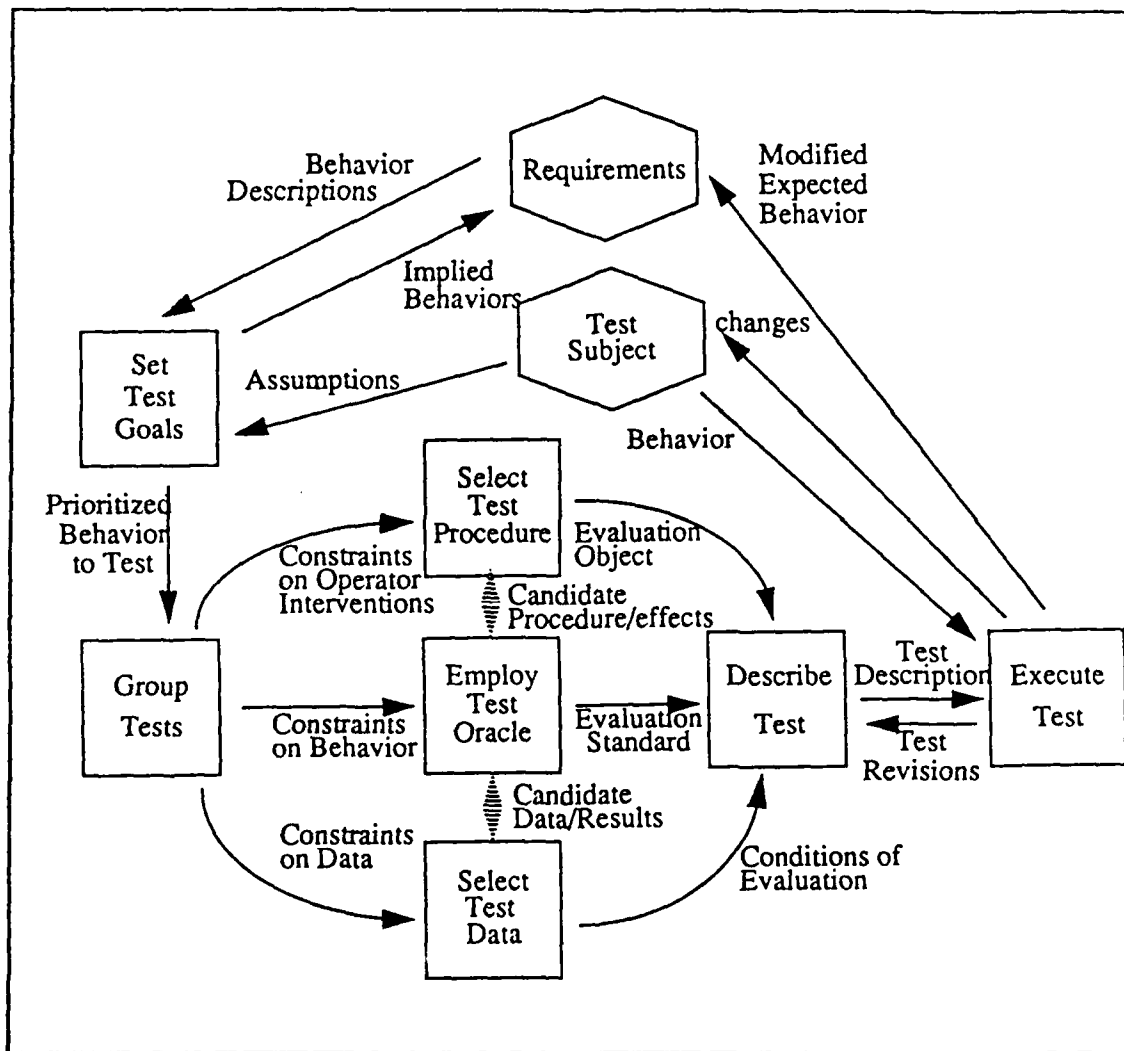 Requirements
Behavior
Descriptions
Modified
Expected
Behavior
Implied
Behaviors
Test
Subject
changes
Set
Test
Goals
Assumptions
Behavior
Prioritized
Behavior
to Test
Select
Test
Procedure
Evaluation
Object
Constraints
on Operator
Interventions
Candidate
Procedure/effects
Group
Tests
Constraints
on Behavior
Employ
Test
Oracle
Evaluation
Standard
Describe
Test
Test
Description
Test
Revisions
Execute
Test
Candidate
Data/Results
Constraints
on Data
Select
Test
Data
Conditions of
Evaluation